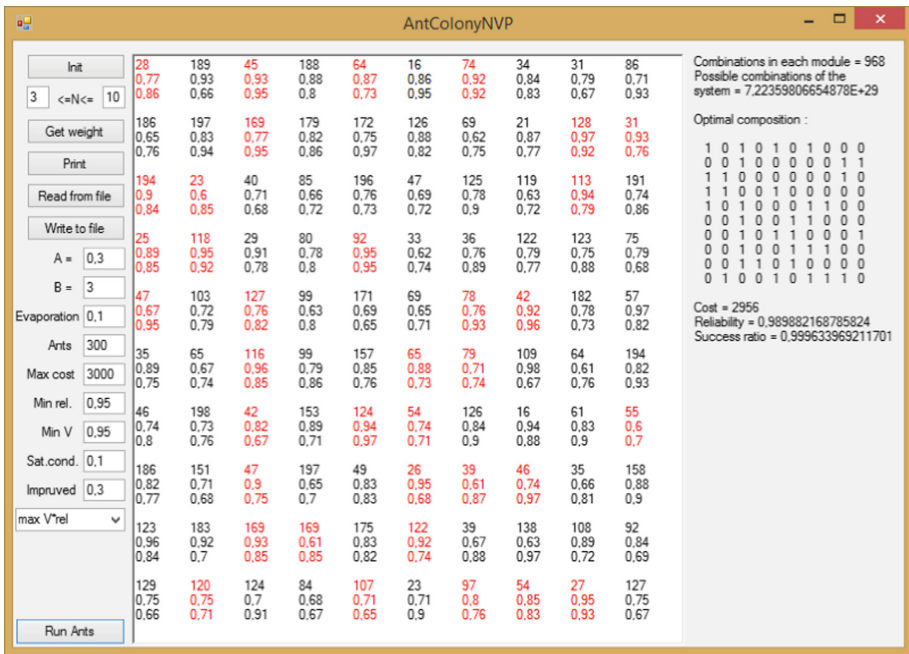 AntColonyNVP
Init
3 <=N<= 10
Get weight
Print
Read from file
Write to file
A = 0,3
B = 3
Evaporation 0,1
Ants 300
Max cost 3000
Min rel. 0,95
Min V 0,95
Sat.cond. 0,1
Impruved 0,3
max V*rel
Run Ants
28 189 45 188 64 16 74 34 31 86
0,77 0,93 0,93 0,88 0,87 0,86 0,92 0,84 0,79 0,71
0,86 0,66 0,95 0,8 0,73 0,95 0,92 0,83 0,67 0,93
186 197 169 179 172 126 69 21 128 31
0,65 0,83 0,77 0,82 0,75 0,88 0,62 0,87 0,97 0,93
0,76 0,94 0,95 0,86 0,97 0,82 0,75 0,77 0,92 0,76
194 23 40 85 196 47 125 119 113 191
0,9 0,6 0,71 0,66 0,76 0,69 0,78 0,63 0,94 0,74
0,84 0,85 0,68 0,72 0,73 0,72 0,9 0,72 0,79 0,86
25 118 29 80 92 33 36 122 123 75
0,89 0,95 0,91 0,78 0,95 0,62 0,76 0,79 0,75 0,79
0,85 0,92 0,78 0,8 0,95 0,74 0,89 0,77 0,88 0,68
47 103 127 99 171 69 78 42 182 57
0,67 0,72 0,76 0,63 0,69 0,65 0,76 0,92 0,78 0,97
0,95 0,79 0,82 0,8 0,65 0,71 0,93 0,96 0,73 0,82
35 65 116 99 157 65 79 109 64 194
0,89 0,67 0,96 0,79 0,85 0,88 0,71 0,98 0,61 0,82
0,75 0,74 0,85 0,86 0,76 0,73 0,74 0,67 0,76 0,93
46 198 42 153 124 54 126 16 61 55
0,74 0,73 0,82 0,89 0,94 0,74 0,84 0,94 0,83 0,6
0,8 0,76 0,67 0,71 0,97 0,71 0,9 0,88 0,9 0,7
186 151 47 197 49 26 39 46 35 158
0,82 0,71 0,9 0,65 0,83 0,95 0,61 0,74 0,66 0,88
0,77 0,68 0,75 0,7 0,83 0,68 0,87 0,97 0,81 0,9
123 183 169 169 175 122 39 138 108 92
0,96 0,92 0,93 0,61 0,83 0,92 0,67 0,63 0,89 0,84
0,84 0,7 0,85 0,85 0,82 0,74 0,88 0,97 0,72 0,69
129 120 124 84 107 23 97 54 27 127
0,75 0,75 0,7 0,68 0,71 0,71 0,8 0,85 0,95 0,75
0,66 0,71 0,91 0,67 0,65 0,9 0,76 0,83 0,93 0,67
Combinations in each module = 968
Possible combinations of the
system = 7,22359806654878E+29
Optimal composition :
1 0 1 0 1 0 1 0 0 0
0 0 1 0 0 0 0 0 1 1
1 1 0 0 0 0 0 0 1 0
1 1 0 0 1 0 0 0 0 0
1 0 1 0 0 0 1 1 0 0
0 0 1 0 0 1 1 0 0 0
0 0 1 0 1 1 0 0 0 1
0 0 1 0 0 1 1 1 0 0
0 0 1 1 0 1 0 0 0 0
0 1 0 0 1 0 1 1 1 0
Cost = 2956
Reliability = 0,989882168785824
Success ratio = 0,999633969211701